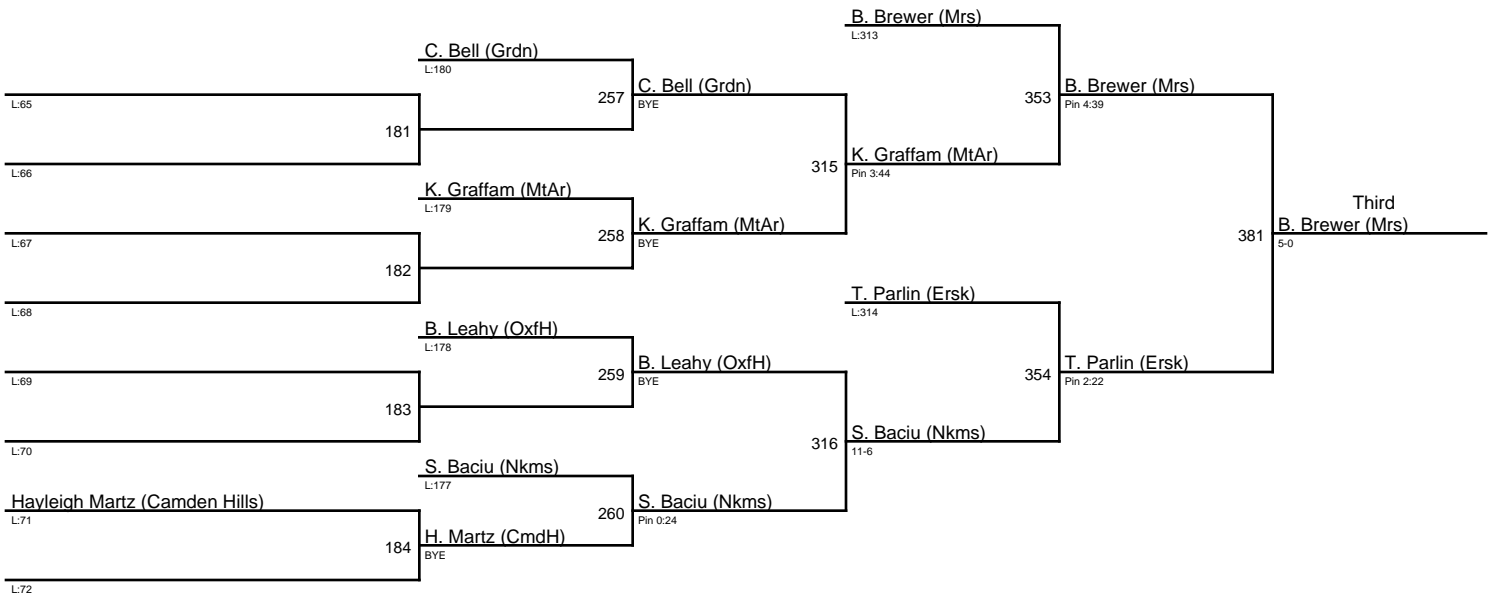 B. Brewer (Mrs)
L:313
C. Bell (Grdn)
L:180
257
C. Bell (Grdn)
BYE
353
B. Brewer (Mrs)
Pin 4:39
L:65
181
315
K. Graffam (MtAr)
Pin 3:44
L:66
K. Graffam (MtAr)
L:179
Third
258
K. Graffam (MtAr)
BYE
381
B. Brewer (Mrs)
5-0
L:67
182
T. Parlin (Ersk)
L:314
L:68
B. Leahy (OxfH)
L:178
259
B. Leahy (OxfH)
BYE
354
T. Parlin (Ersk)
Pin 2:22
L:69
183
316
S. Baciu (Nkms)
11-6
L:70
S. Baciu (Nkms)
L:177
Hayleigh Martz (Camden Hills)
L:71
260
S. Baciu (Nkms)
Pin 0:24
184
H. Martz (CmdH)
BYE
L:72